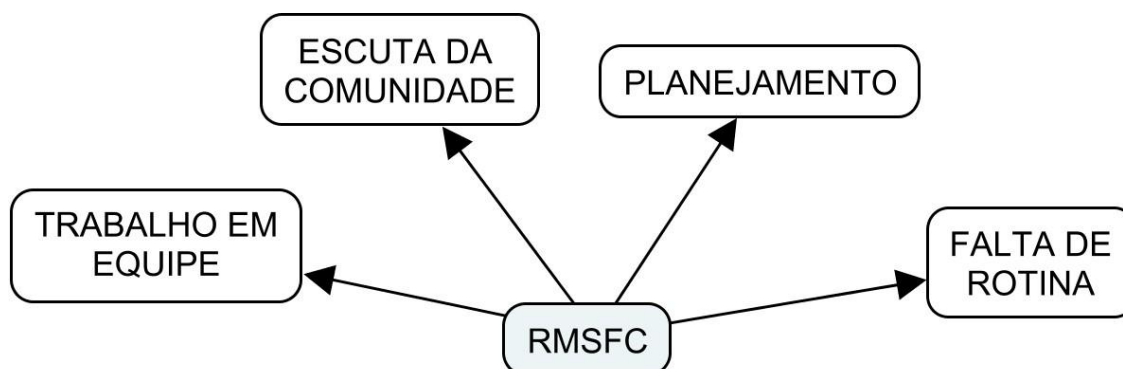 ESCUTA DA
COMUNIDADE
PLANEJAMENTO
TRABALHO EM
EQUIPE
FALTA DE
ROTINA
RMSFC